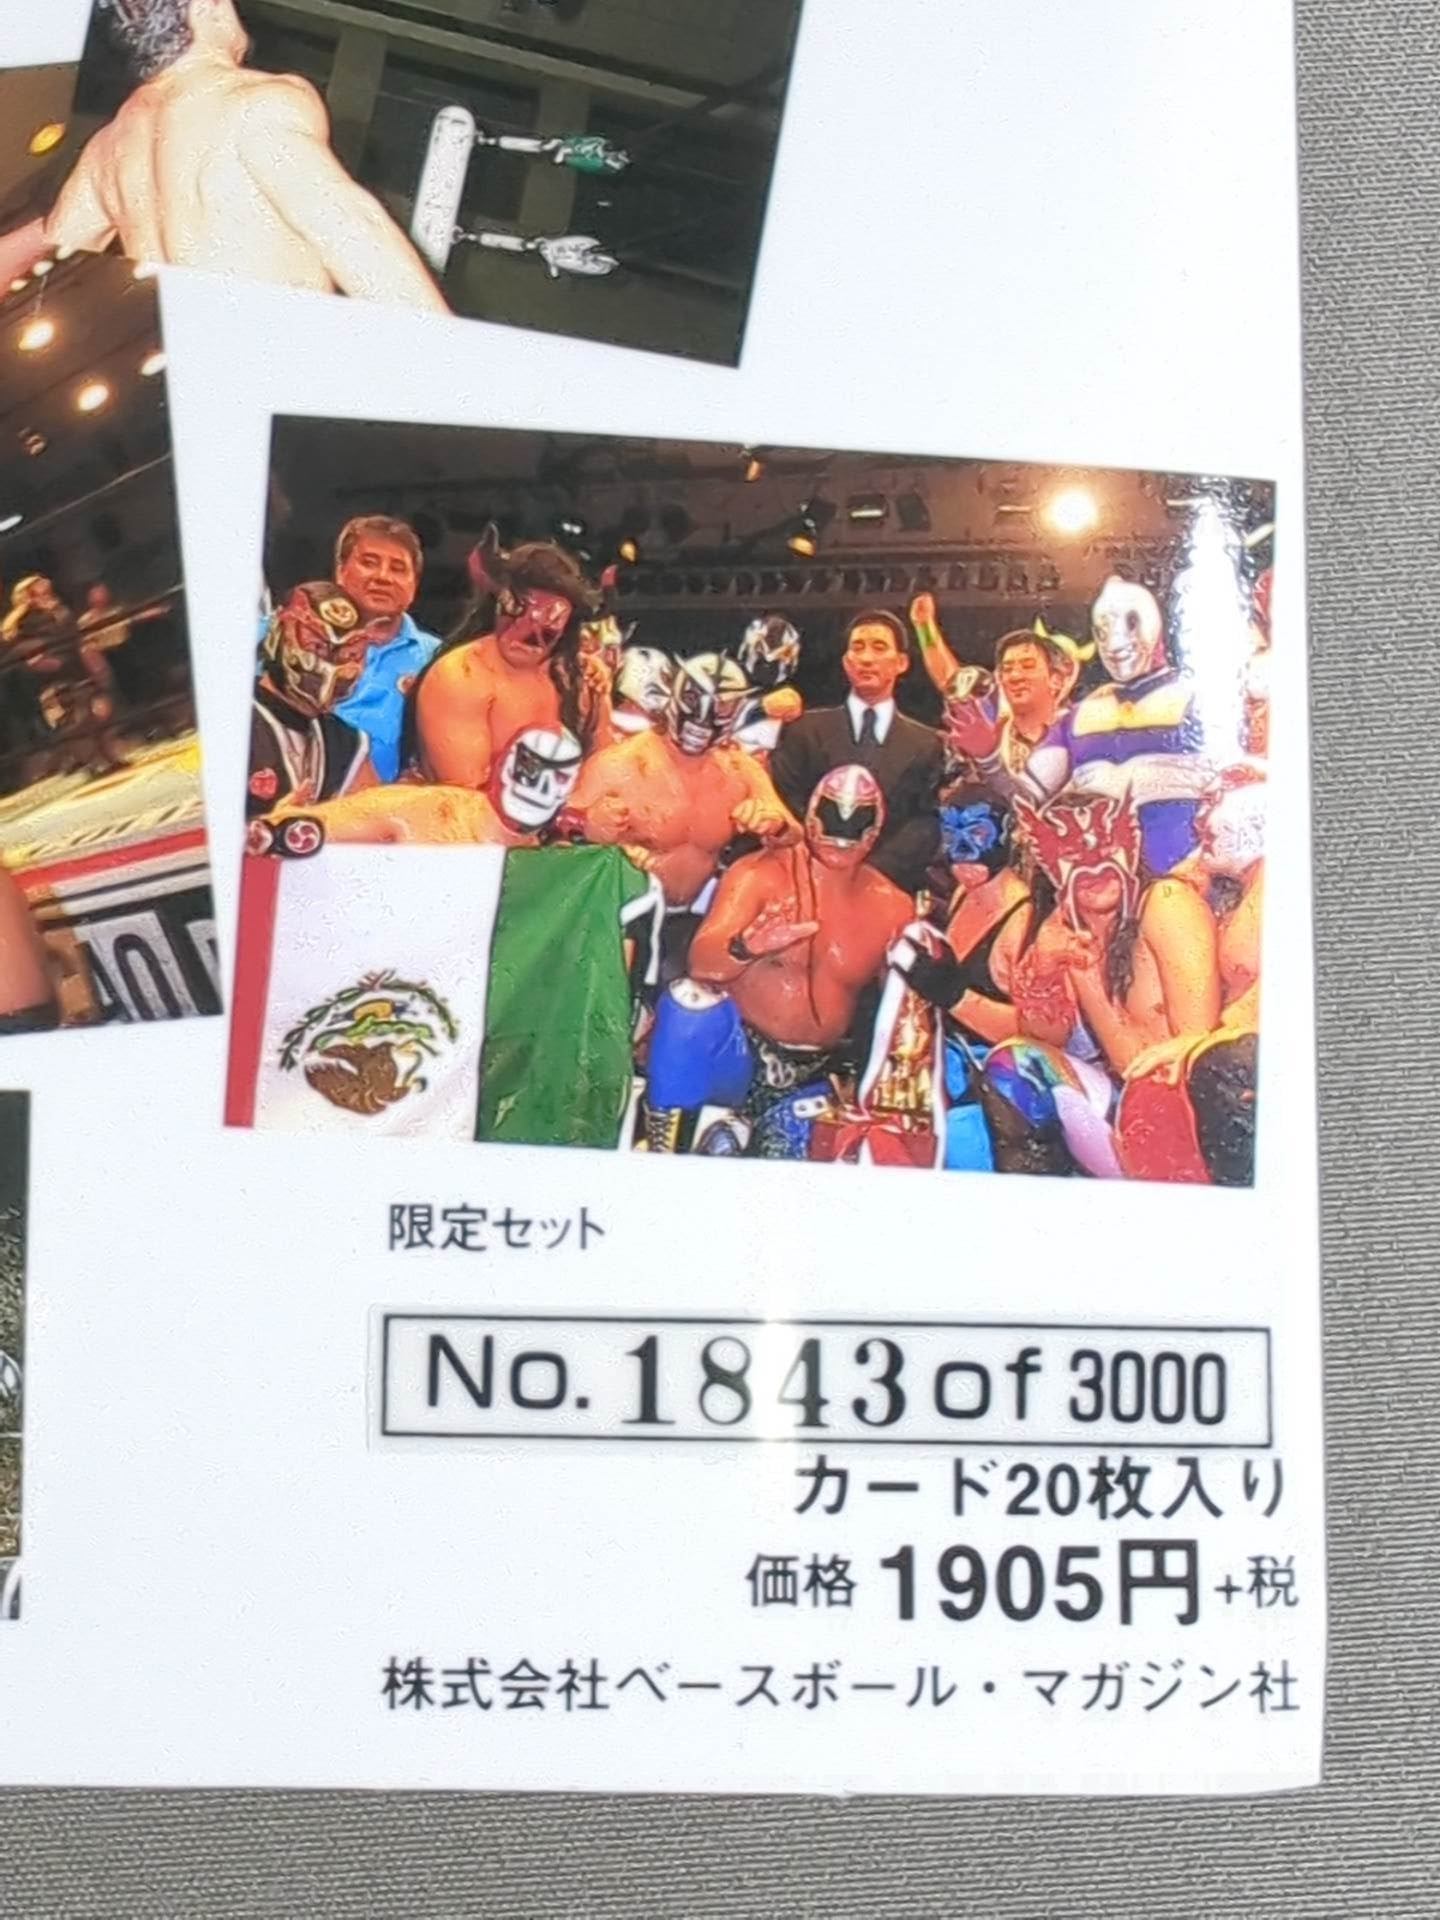 限定セット
No. 1843 of 3000
カード20枚入り
価格 1905円+税
株式会社ベースボール・マガジン社